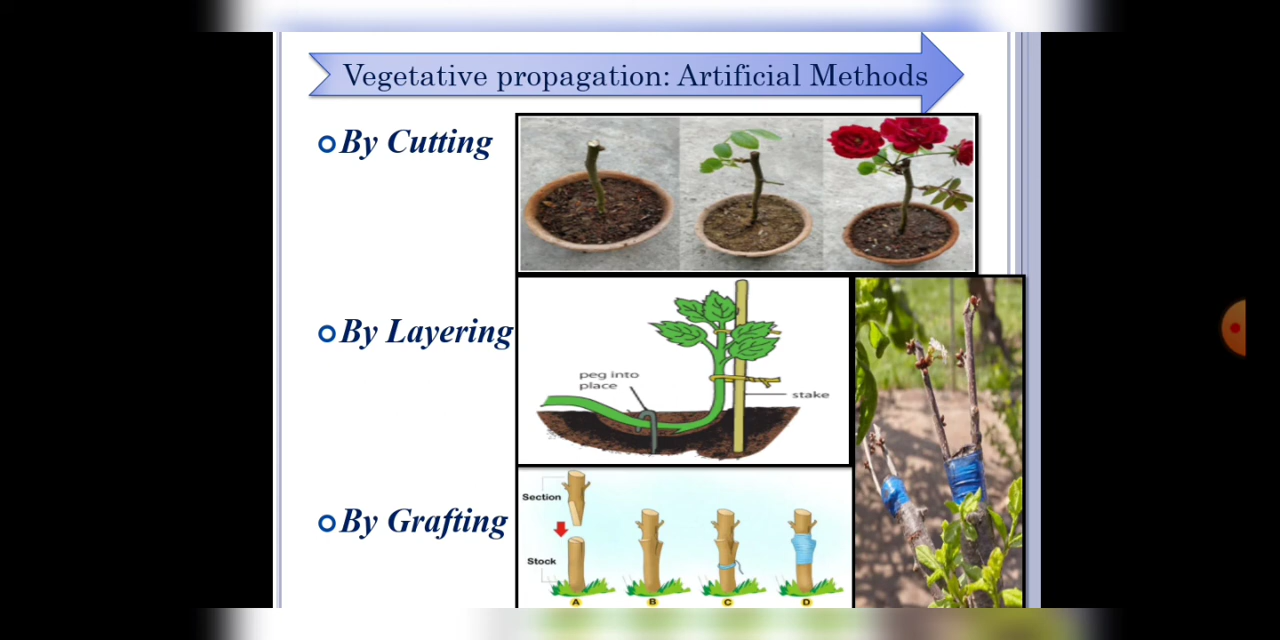 Vegetative propagation: Artificial Methods
By Cutting
By Layering
peg into
place
stake
By Grafting
Section
Stock
A
B
C
D